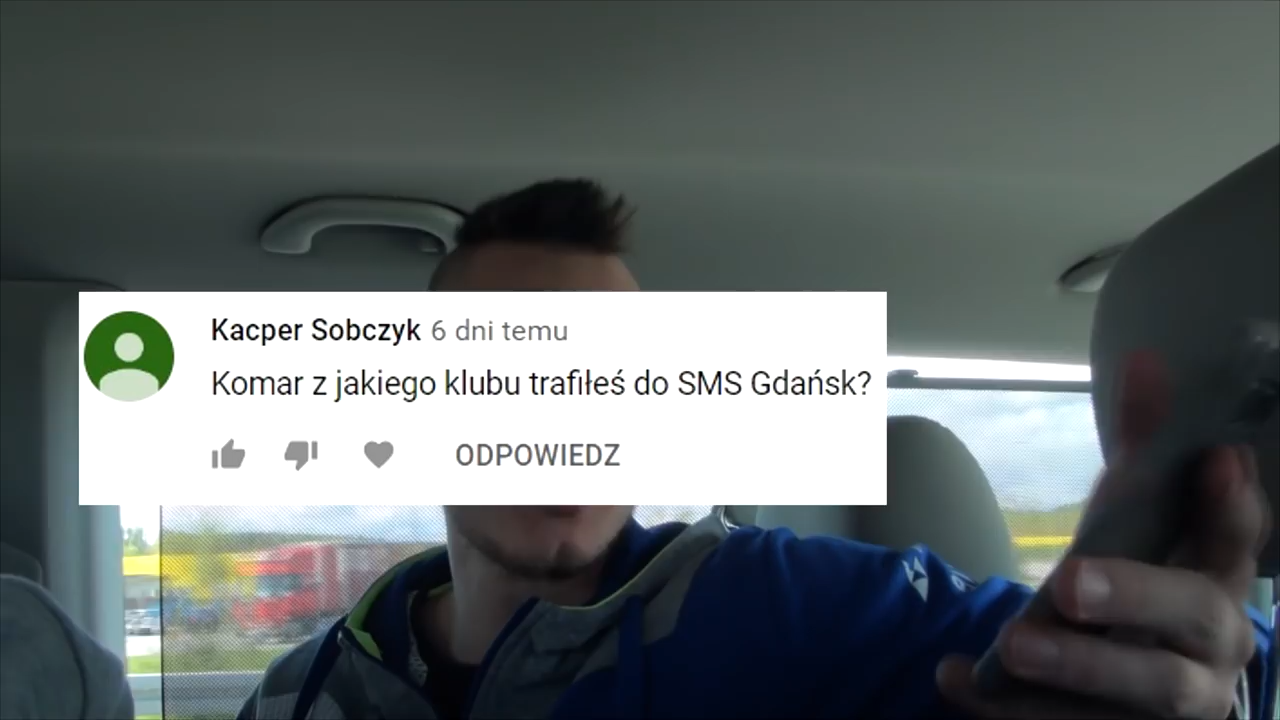 Kacper Sobczyk 6 dni temu
Komar z jakiego klubu trafiłeś do SMS Gdańsk?
ODPOWIEDZ